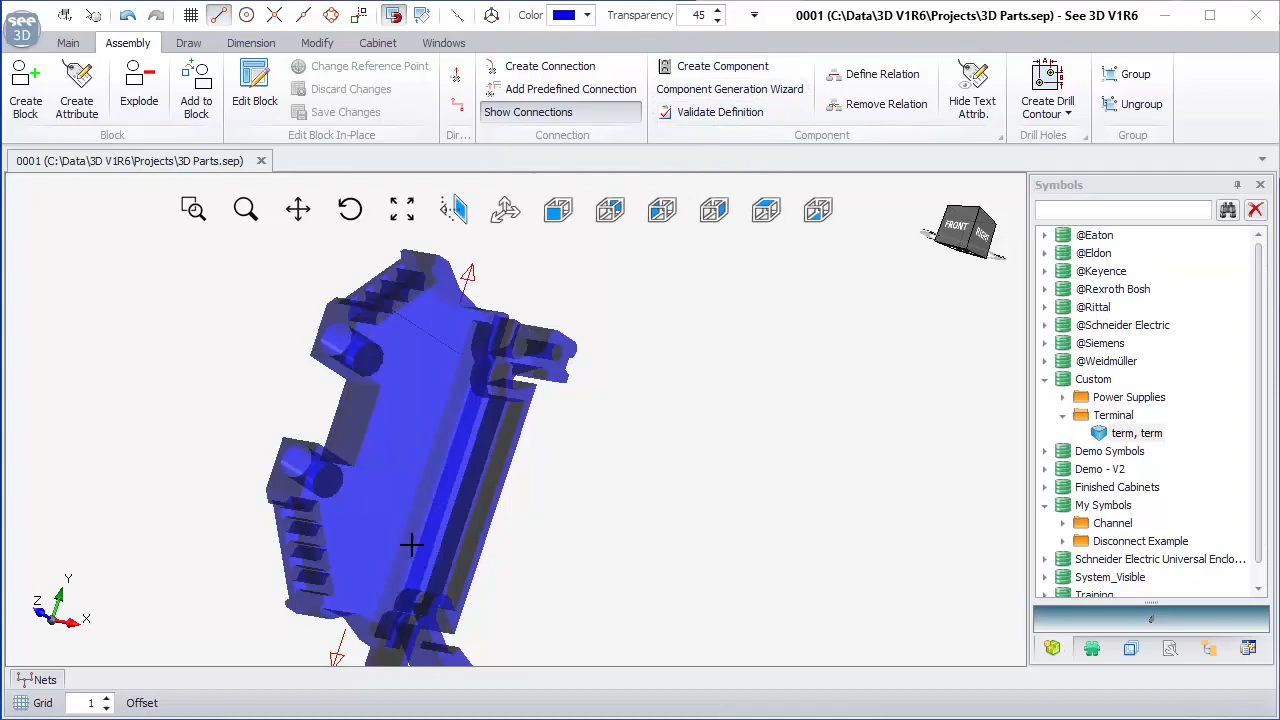 see
3D
Color
Transparency
45
0001 (C:\Data\3D V1R6\Projects\3D Parts.sep) - See 3D V1R6
Main
Assembly
Draw
Dimension
Modify
Cabinet
Windows
Create Block
Create Attribute
Explode
Add to Block
Block
Edit Block
Change Reference Point
Discard Changes
Save Changes
Edit Block In-Place
Dir...
Create Connection
Add Predefined Connection
Show Connections
Connection
Create Component
Component Generation Wizard
Validate Definition
Define Relation
Remove Relation
Hide Text Attrib.
Component
Create Drill Contour
Drill Holes
Group
Ungroup
Group
0001 (C:\Data\3D V1R6\Projects\3D Parts.sep)
FRONT
RIGHT
Symbols
@Eaton
@Eldon
@Keyence
@Rexroth Bosh
@Rittal
@Schneider Electric
@Siemens
@Weidmüller
Custom
Power Supplies
Terminal
term, term
Demo Symbols
Demo - V2
Finished Cabinets
My Symbols
Channel
Disconnect Example
Schneider Electric Universal Enclo...
System_Visible
Training
Y
Z
X
Nets
Grid
1
Offset